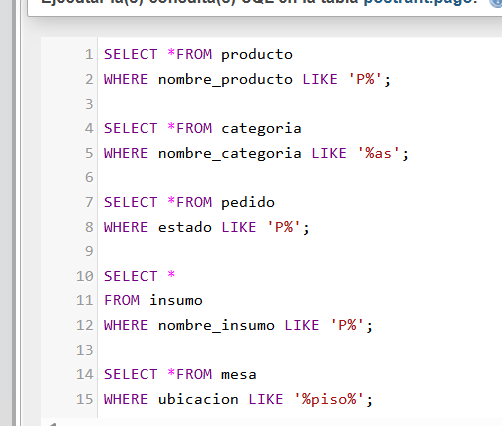 Ejecutar la(s) consulta(s) SQL en la tabla postrant.pago:
1 SELECT *FROM producto
2 WHERE nombre_producto LIKE 'P%';
3
4 SELECT *FROM categoria
5 WHERE nombre_categoria LIKE '%as';
6
7 SELECT *FROM pedido
8 WHERE estado LIKE 'P%';
9
10 SELECT *
11 FROM insumo
12 WHERE nombre_insumo LIKE 'P%';
13
14 SELECT *FROM mesa
15 WHERE ubicacion LIKE '%piso%';